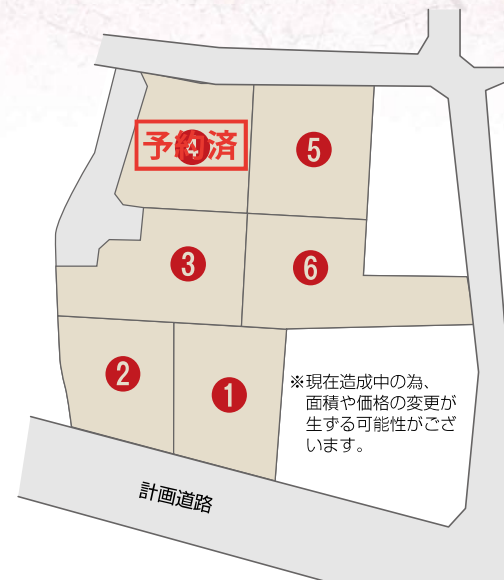 予約済
4
5
3
6
2
1
※現在造成中の為、
面積や価格の変更が
生ずる可能性がござ
います。
計画道路